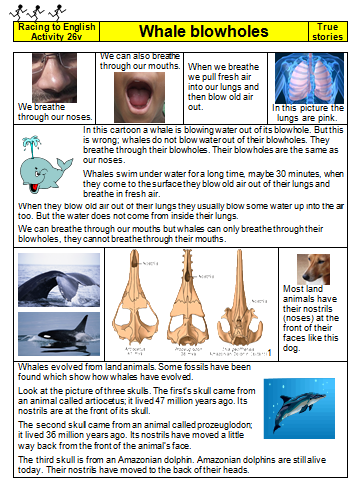 Racing to English
Activity 26v
Whale blowholes
True
stories
We breathe
through our noses.
We can also breathe
through our mouths.
When we breathe
we pull fresh air
into our lungs and
then blow old air
out.
In this picture the
lungs are pink.
In this cartoon a whale is blowing water out of its blowhole. But this
is wrong; whales do not blow water out of their blowholes. They
breathe through their blowholes. Their blowholes are the same as
our noses.
Whales swim under water for a long time, maybe 30 minutes, when
they come to the surface they blow old air out of their lungs and
breathe in fresh air.
When they blow old air out of their lungs they usually blow some water up into the air
too. But the water does not come from inside their lungs.
We can breathe through our mouths but whales can only breathe through their
blowholes, they cannot breathe through their mouths.
Nostrils
Nostrils
Nostrils
Artiocetus
47 mya
Prozeuglodon
36 mya
Amazonian Dolphin
1
Most land
animals have
their nostrils
(noses) at the
front of their
faces like this
dog.
Whales evolved from land animals. Some fossils have been
found which show how whales have evolved.
Look at the picture of three skulls. The first's skull came from
an animal called artiocetus; it lived 47 million years ago. Its
nostrils are at the front of its skull.
The second skull came from an animal called prozeuglodon;
it lived 36 million years ago. Its nostrils have moved a little
way back from the front of the animal's face.
The third skull is from an Amazonian dolphin. Amazonian dolphins are still alive
today. Their nostrils have moved to the back of their heads.